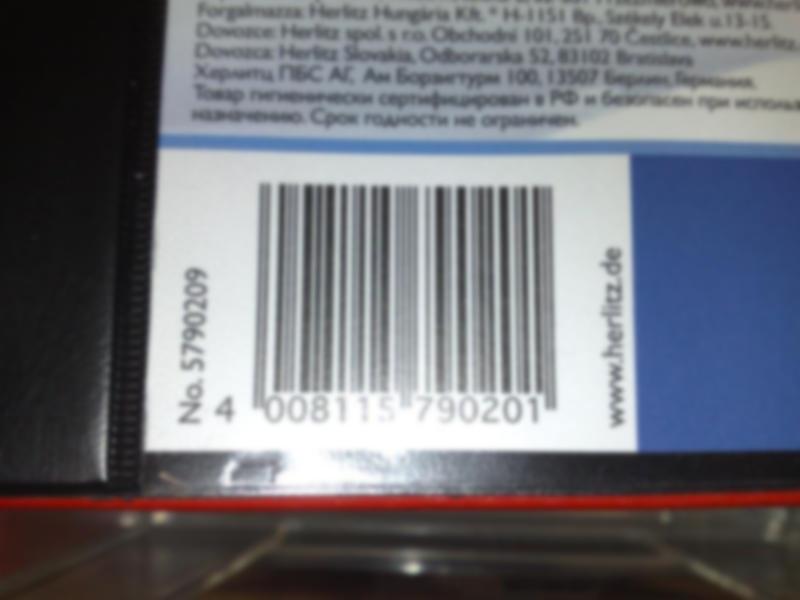 Forgalmazza: Herlitz Hungária Kft. * H-1151 Bp., Székely Elek u.13-15.
Dovozce: Herlitz spol. s r.o. Obchodní 101, 251 70 Čestlice, www.herlitz.
Dovozca: Herlitz Slovakia, Odborarska 52, 83102 Bratislava
Херлитц ПБС АГ, Ам Борзигтурм 100, 13507 Берлин, Германия.
Товар гигиенически сертифицирован в РФ и безопасен при использ
назначению. Срок годности не ограничен.
No. 5790209
4 008115 790201
www.herlitz.de